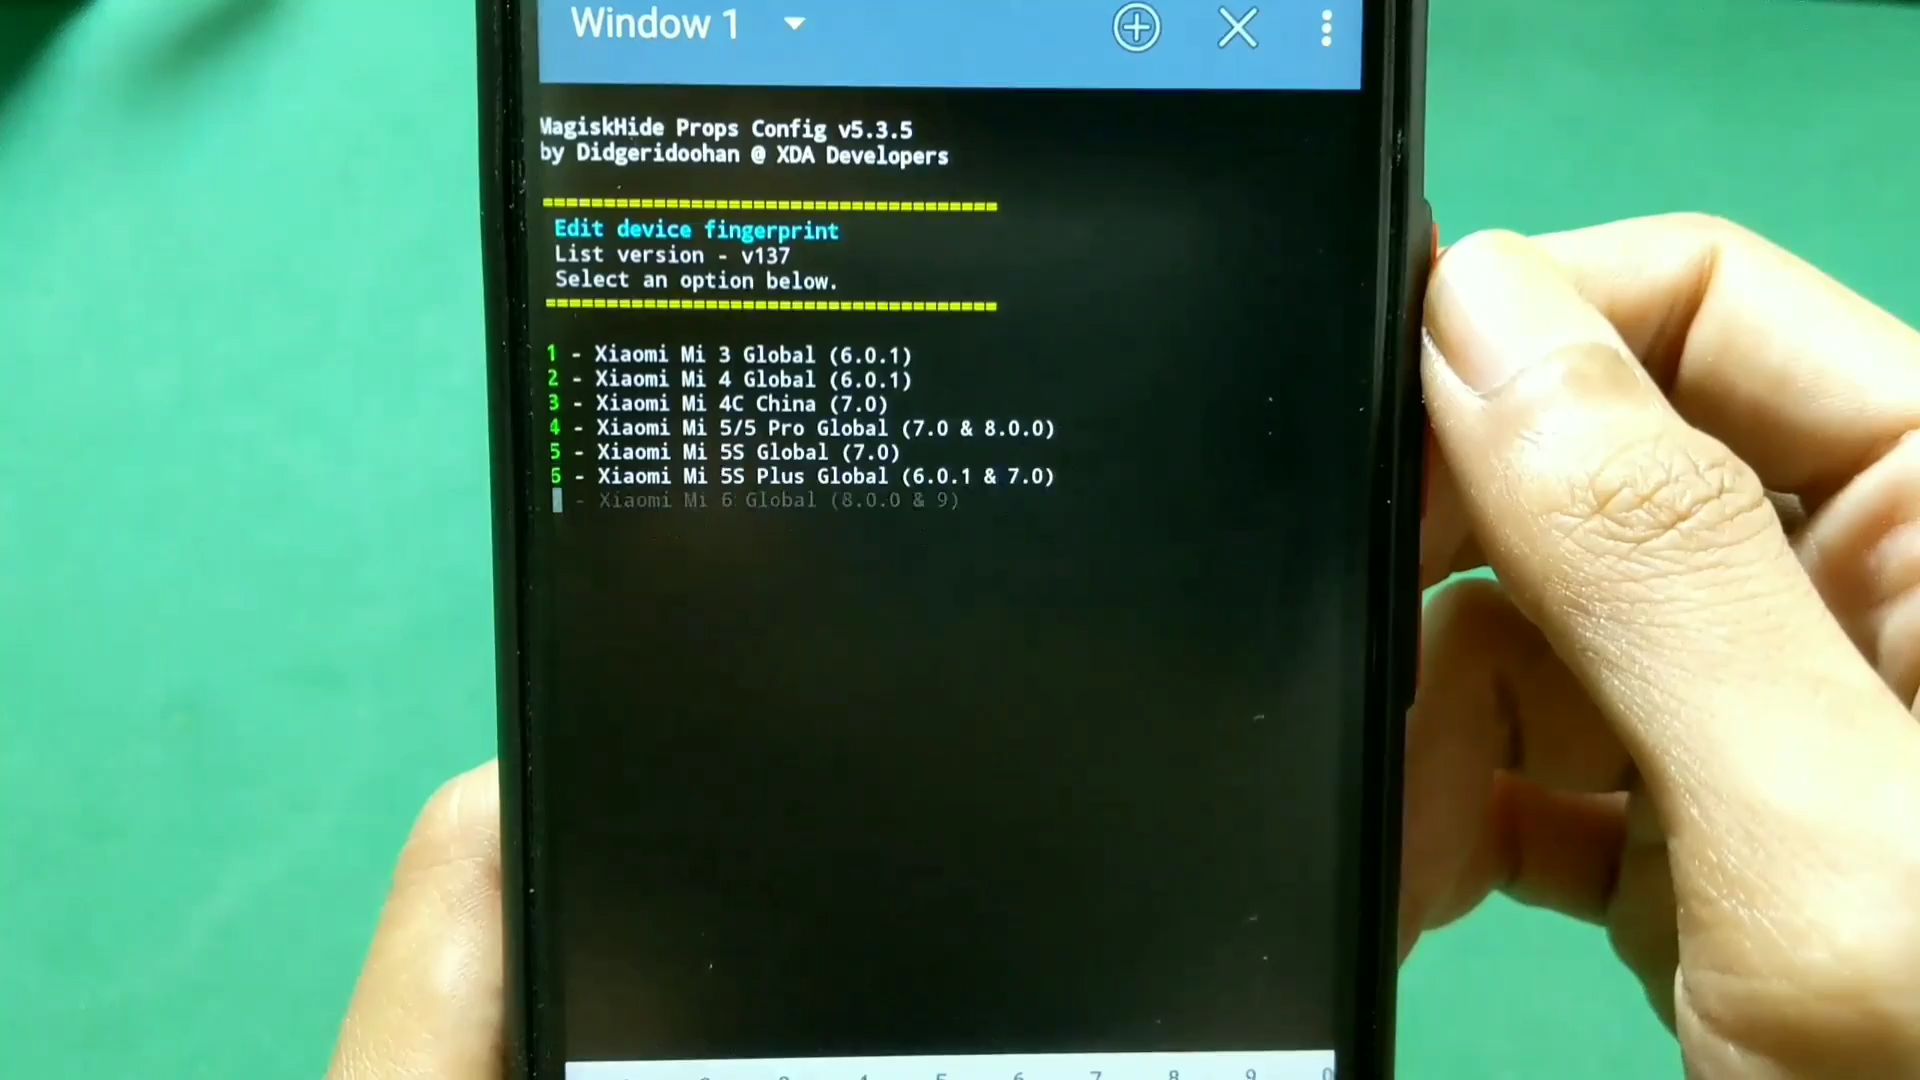 Window 1
MagiskHide Props Config v5.3.5
by Didgeridoohan @ XDA Developers
=====================================
Edit device fingerprint
List version - v137
Select an option below.
=====================================
1 - Xiaomi Mi 3 Global (6.0.1)
2 - Xiaomi Mi 4 Global (6.0.1)
3 - Xiaomi Mi 4C China (7.0)
4 - Xiaomi Mi 5/5 Pro Global (7.0 & 8.0.0)
5 - Xiaomi Mi 5S Global (7.0)
6 - Xiaomi Mi 5S Plus Global (6.0.1 & 7.0)
- Xiaomi Mi 6 Global (8.0.0 & 9)